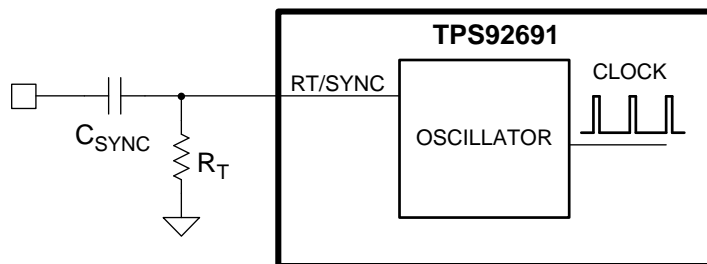 TPS92691
RT/SYNC
CLOCK
OSCILLATOR
CSYNC
RT